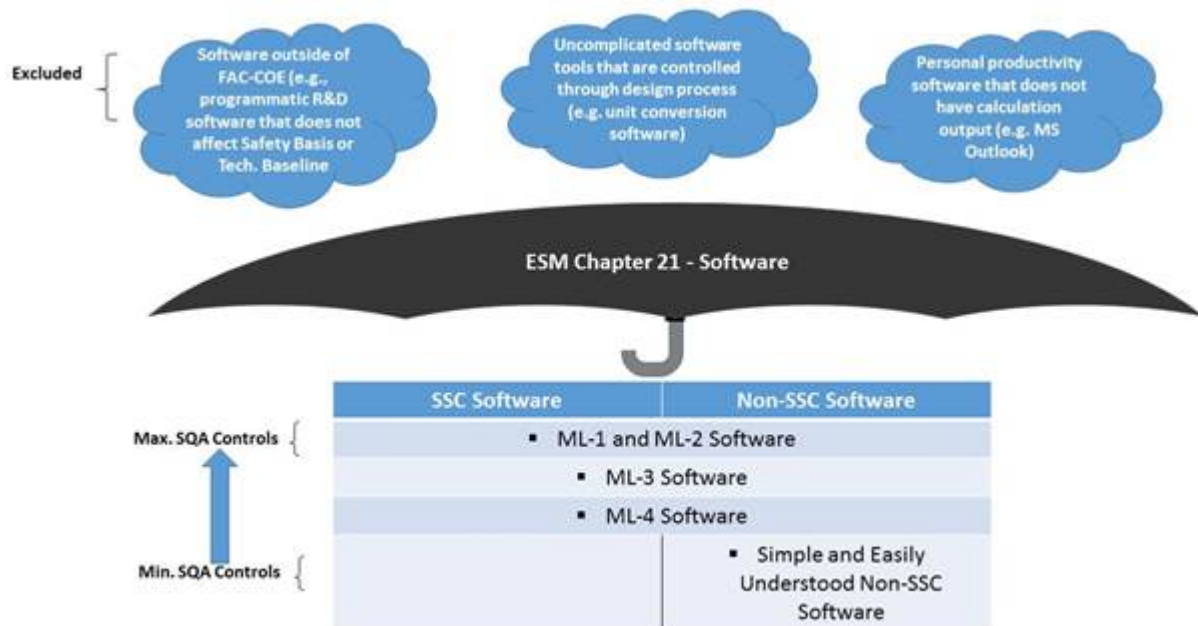 Excluded
Software outside of
FAC-COE (e.g.,
programmatic R&D
software that does not
affect Safety Basis or
Tech. Baseline
Uncomplicated software
tools that are controlled
through design process
(e.g. unit conversion
software)
Personal productivity
software that does not
have calculation
output (e.g. MS
Outlook)
ESM Chapter 21 - Software
SSC Software
Non-SSC Software
Max. SQA Controls
▪ ML-1 and ML-2 Software
▪ ML-3 Software
▪ ML-4 Software
Min. SQA Controls
▪ Simple and Easily
Understood Non-SSC
Software